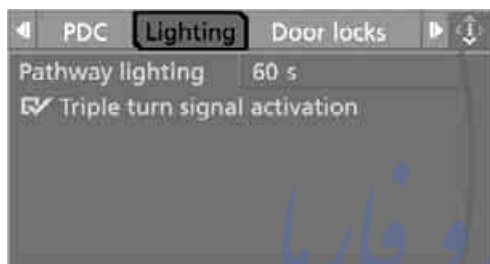 PDC Lighting Door locks
Pathway lighting 60 s
Triple turn signal activation